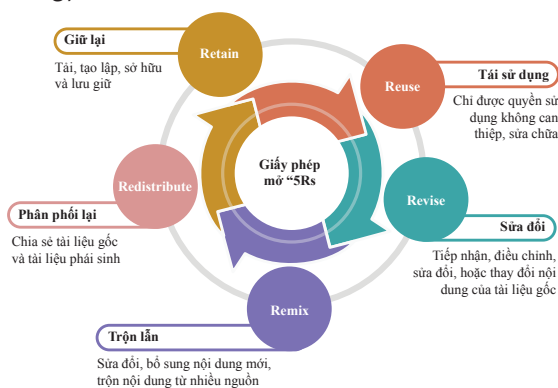 Giữ lại
Retain
Tải, tạo lập, sở hữu
và lưu giữ
Reuse
Tái sử dụng
Chỉ được quyền sử
dụng không can
thiệp, sửa chữa
Giấy phép
mở “5Rs
Redistribute
Phân phối lại
Chia sẻ tài liệu gốc
và tài liệu phái sinh
Revise
Sửa đổi
Tiếp nhận, điều chỉnh,
sửa đổi, hoặc thay đổi nội
dung của tài liệu gốc
Remix
Trộn lẫn
Sửa đổi, bổ sung nội dung mới,
trộn nội dung từ nhiều nguồn